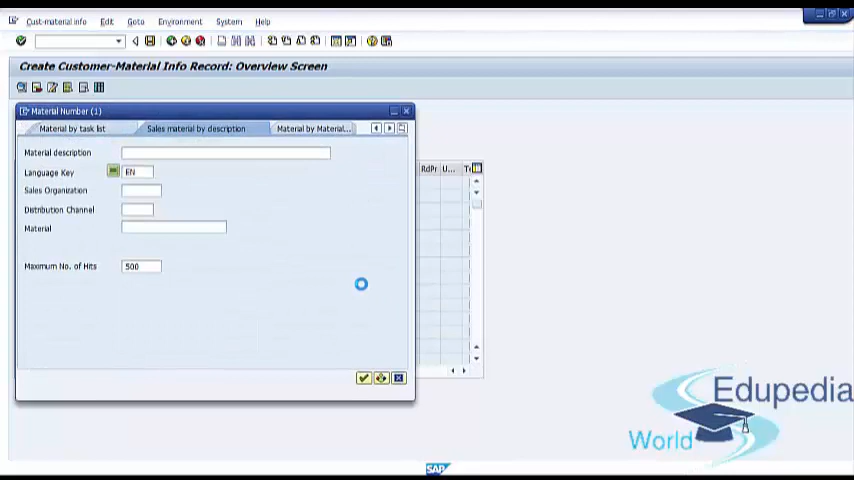 Cust-material info Edit Goto Environment System Help
Create Customer-Material Info Record: Overview Screen
Material Number (1)
Material by task list Sales material by description Material by Material...
Material description
RdPr U...
Language Key EN
Sales Organization
Distribution Channel
Material
Maximum No. of Hits 500
Edupedia
World
SAP